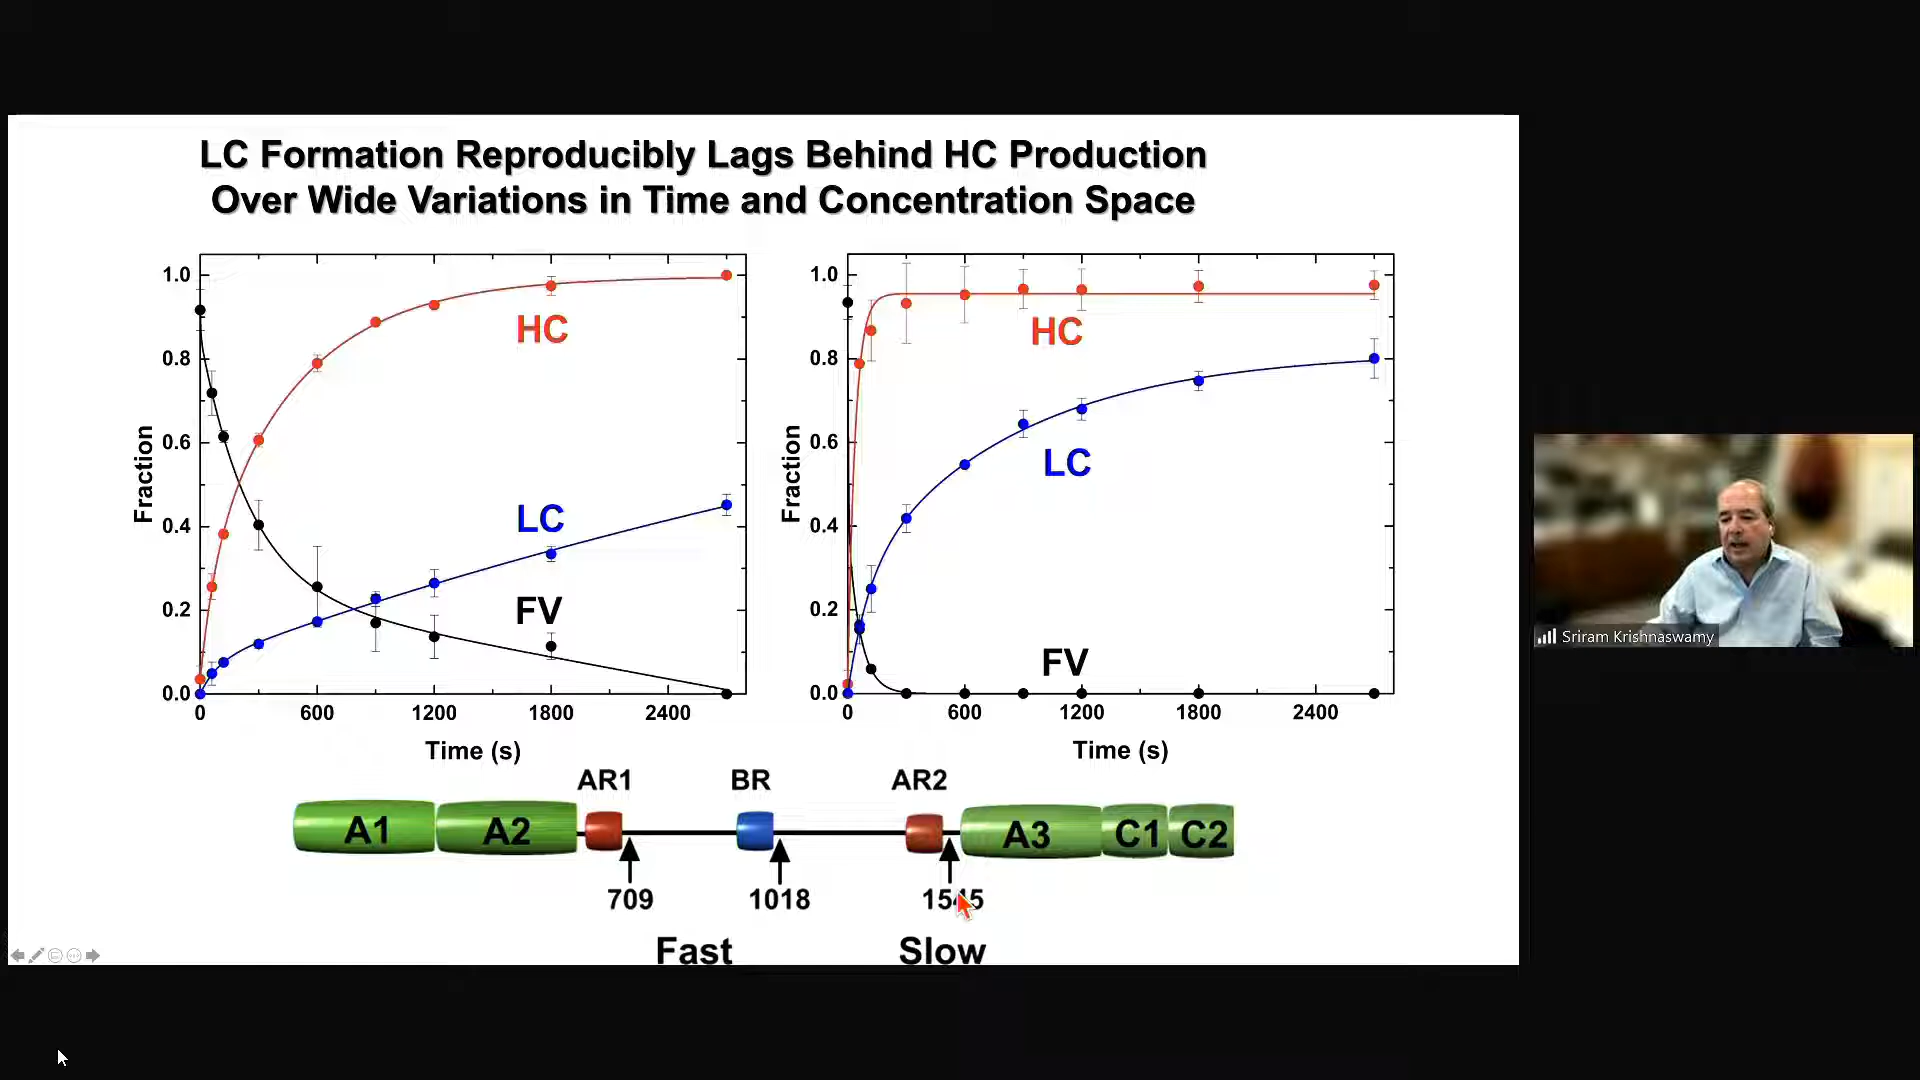 LC Formation Reproducibly Lags Behind HC Production
Over Wide Variations in Time and Concentration Space
1.0
0.8
0.6
0.4
0.2
0.0
Fraction
HC
LC
FV
0 600 1200 1800 2400
Time (s)
1.0
0.8
0.6
0.4
0.2
0.0
Fraction
HC
LC
FV
0 600 1200 1800 2400
Time (s)
AR1 BR AR2
A1 A2 A3 C1 C2
709 1018 1545
Fast Slow
Sriram Krishnaswamy